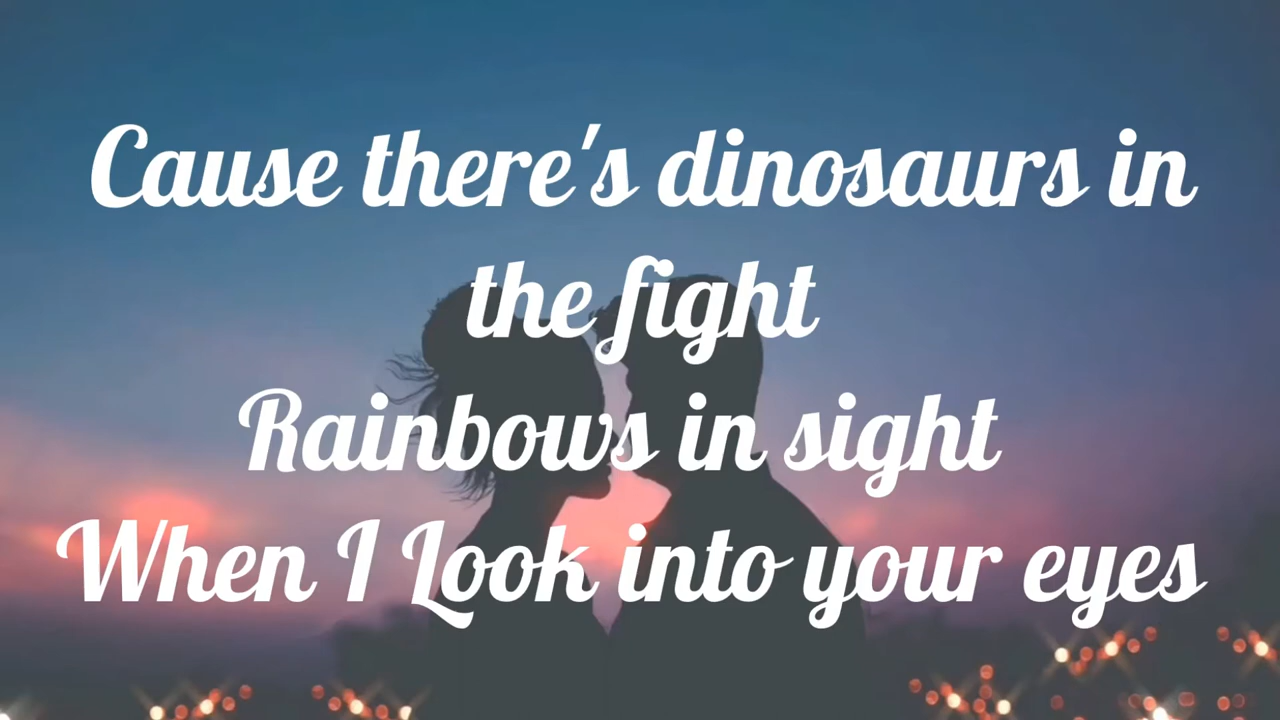 Cause there's dinosaurs in
the fight
Rainbows in sight
When I Look into your eyes